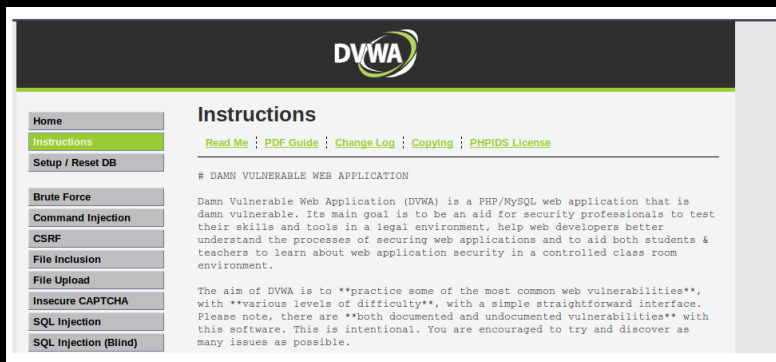 DVWA
Instructions
Read Me
PDF Guide
Change Log
Copying
PHPIDS License
Home
Instructions
Setup / Reset DB
Brute Force
Command Injection
CSRF
File Inclusion
File Upload
Insecure CAPTCHA
SQL Injection
SQL Injection (Blind)
# DAMN VULNERABLE WEB APPLICATION
Damn Vulnerable Web Application (DVWA) is a PHP/MySQL web application that is
damn vulnerable. Its main goal is to be an aid for security professionals to test
their skills and tools in a legal environment, help web developers better
understand the processes of securing web applications and to aid both students &
teachers to learn about web application security in a controlled class room
environment.
The aim of DVWA is to **practice some of the most common web vulnerabilities**,
with **various levels of difficulty**, with a simple straightforward interface.
Please note, there are **both documented and undocumented vulnerabilities** with
this software. This is intentional. You are encouraged to try and discover as
many issues as possible.